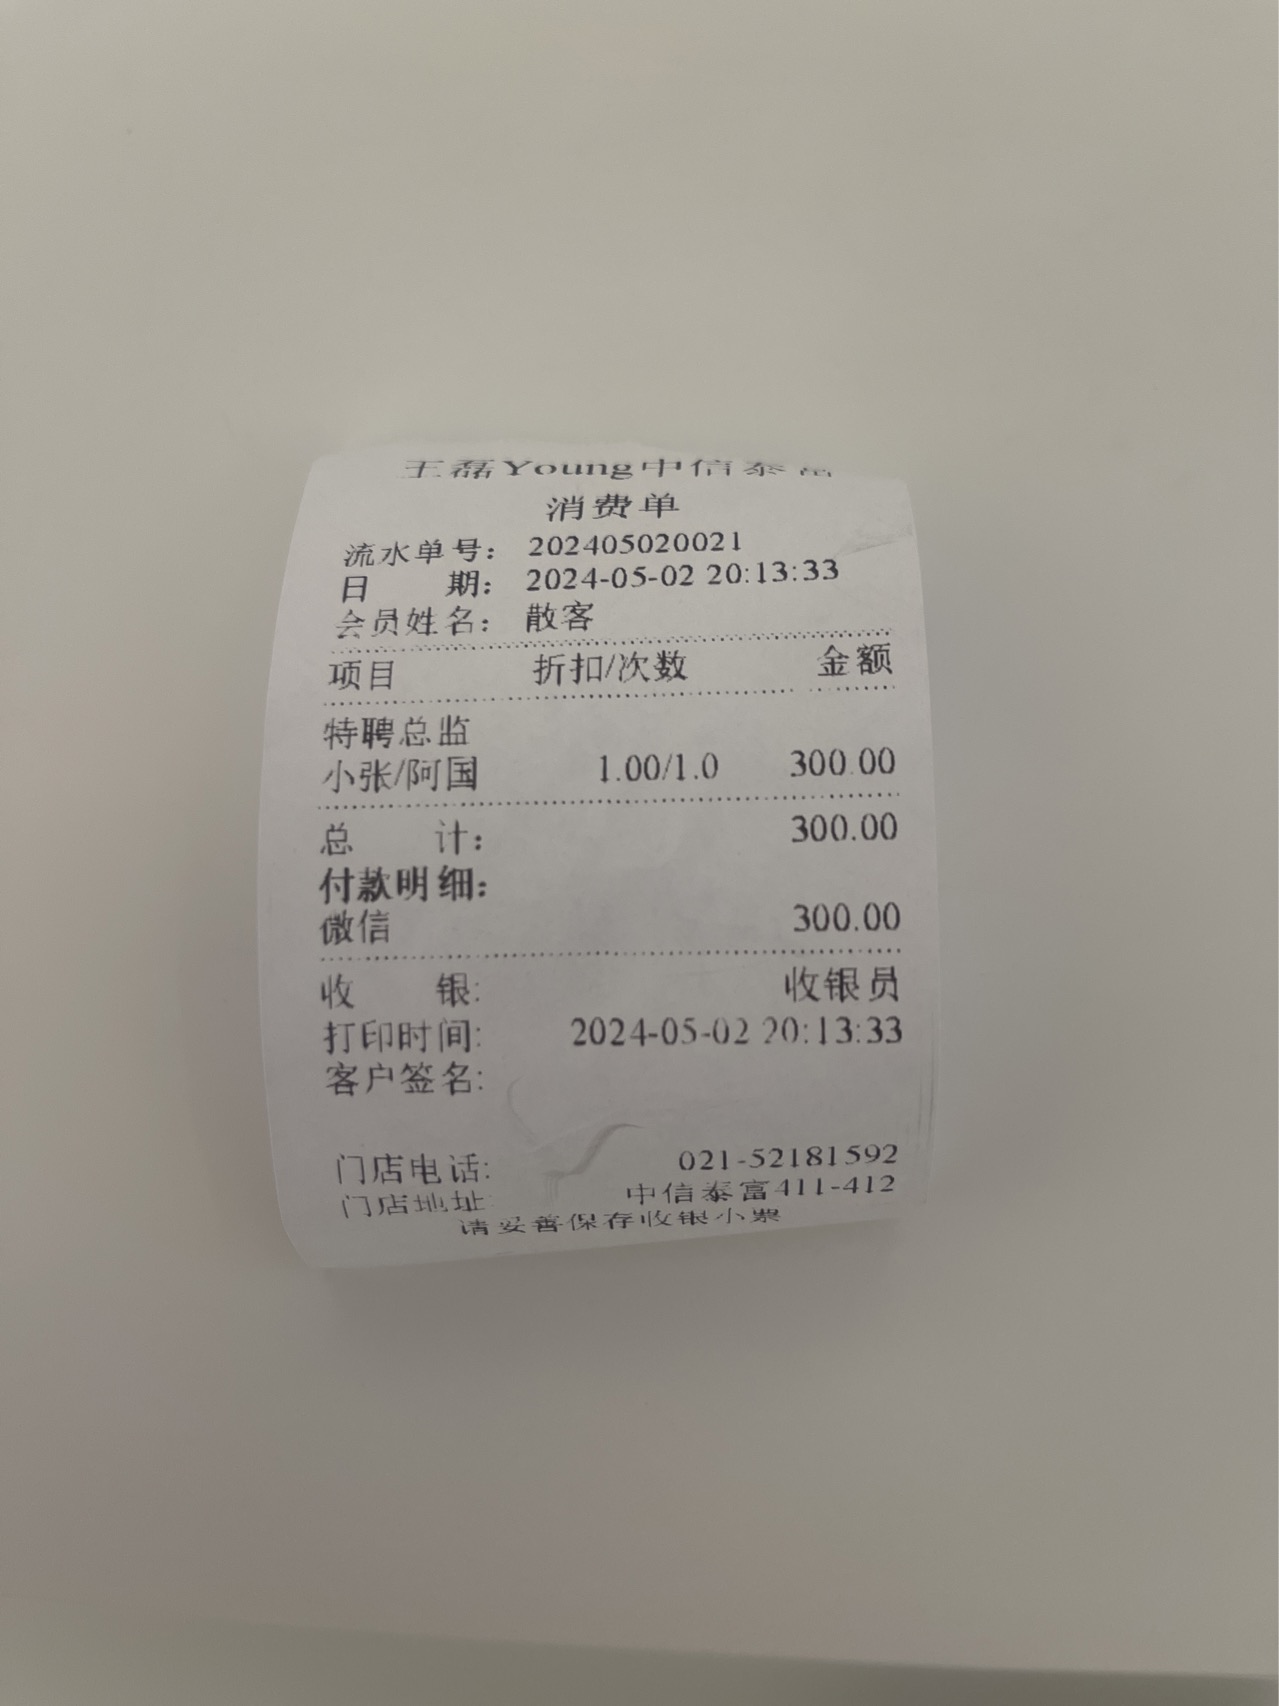 王磊Young中信泰富
消费单
流水单号: 202405020021
日 期: 2024-05-02 20:13:33
会员姓名: 散客
项目 折扣/次数 金额
特聘总监
小张/阿国 1.00/1.0 300.00
总 计: 300.00
付款明细:
微信 300.00
收 银: 收银员
打印时间: 2024-05-02 20:13:33
客户签名:
门店电话: 021-52181592
门店地址: 中信泰富411-412
请妥善保存收银小票